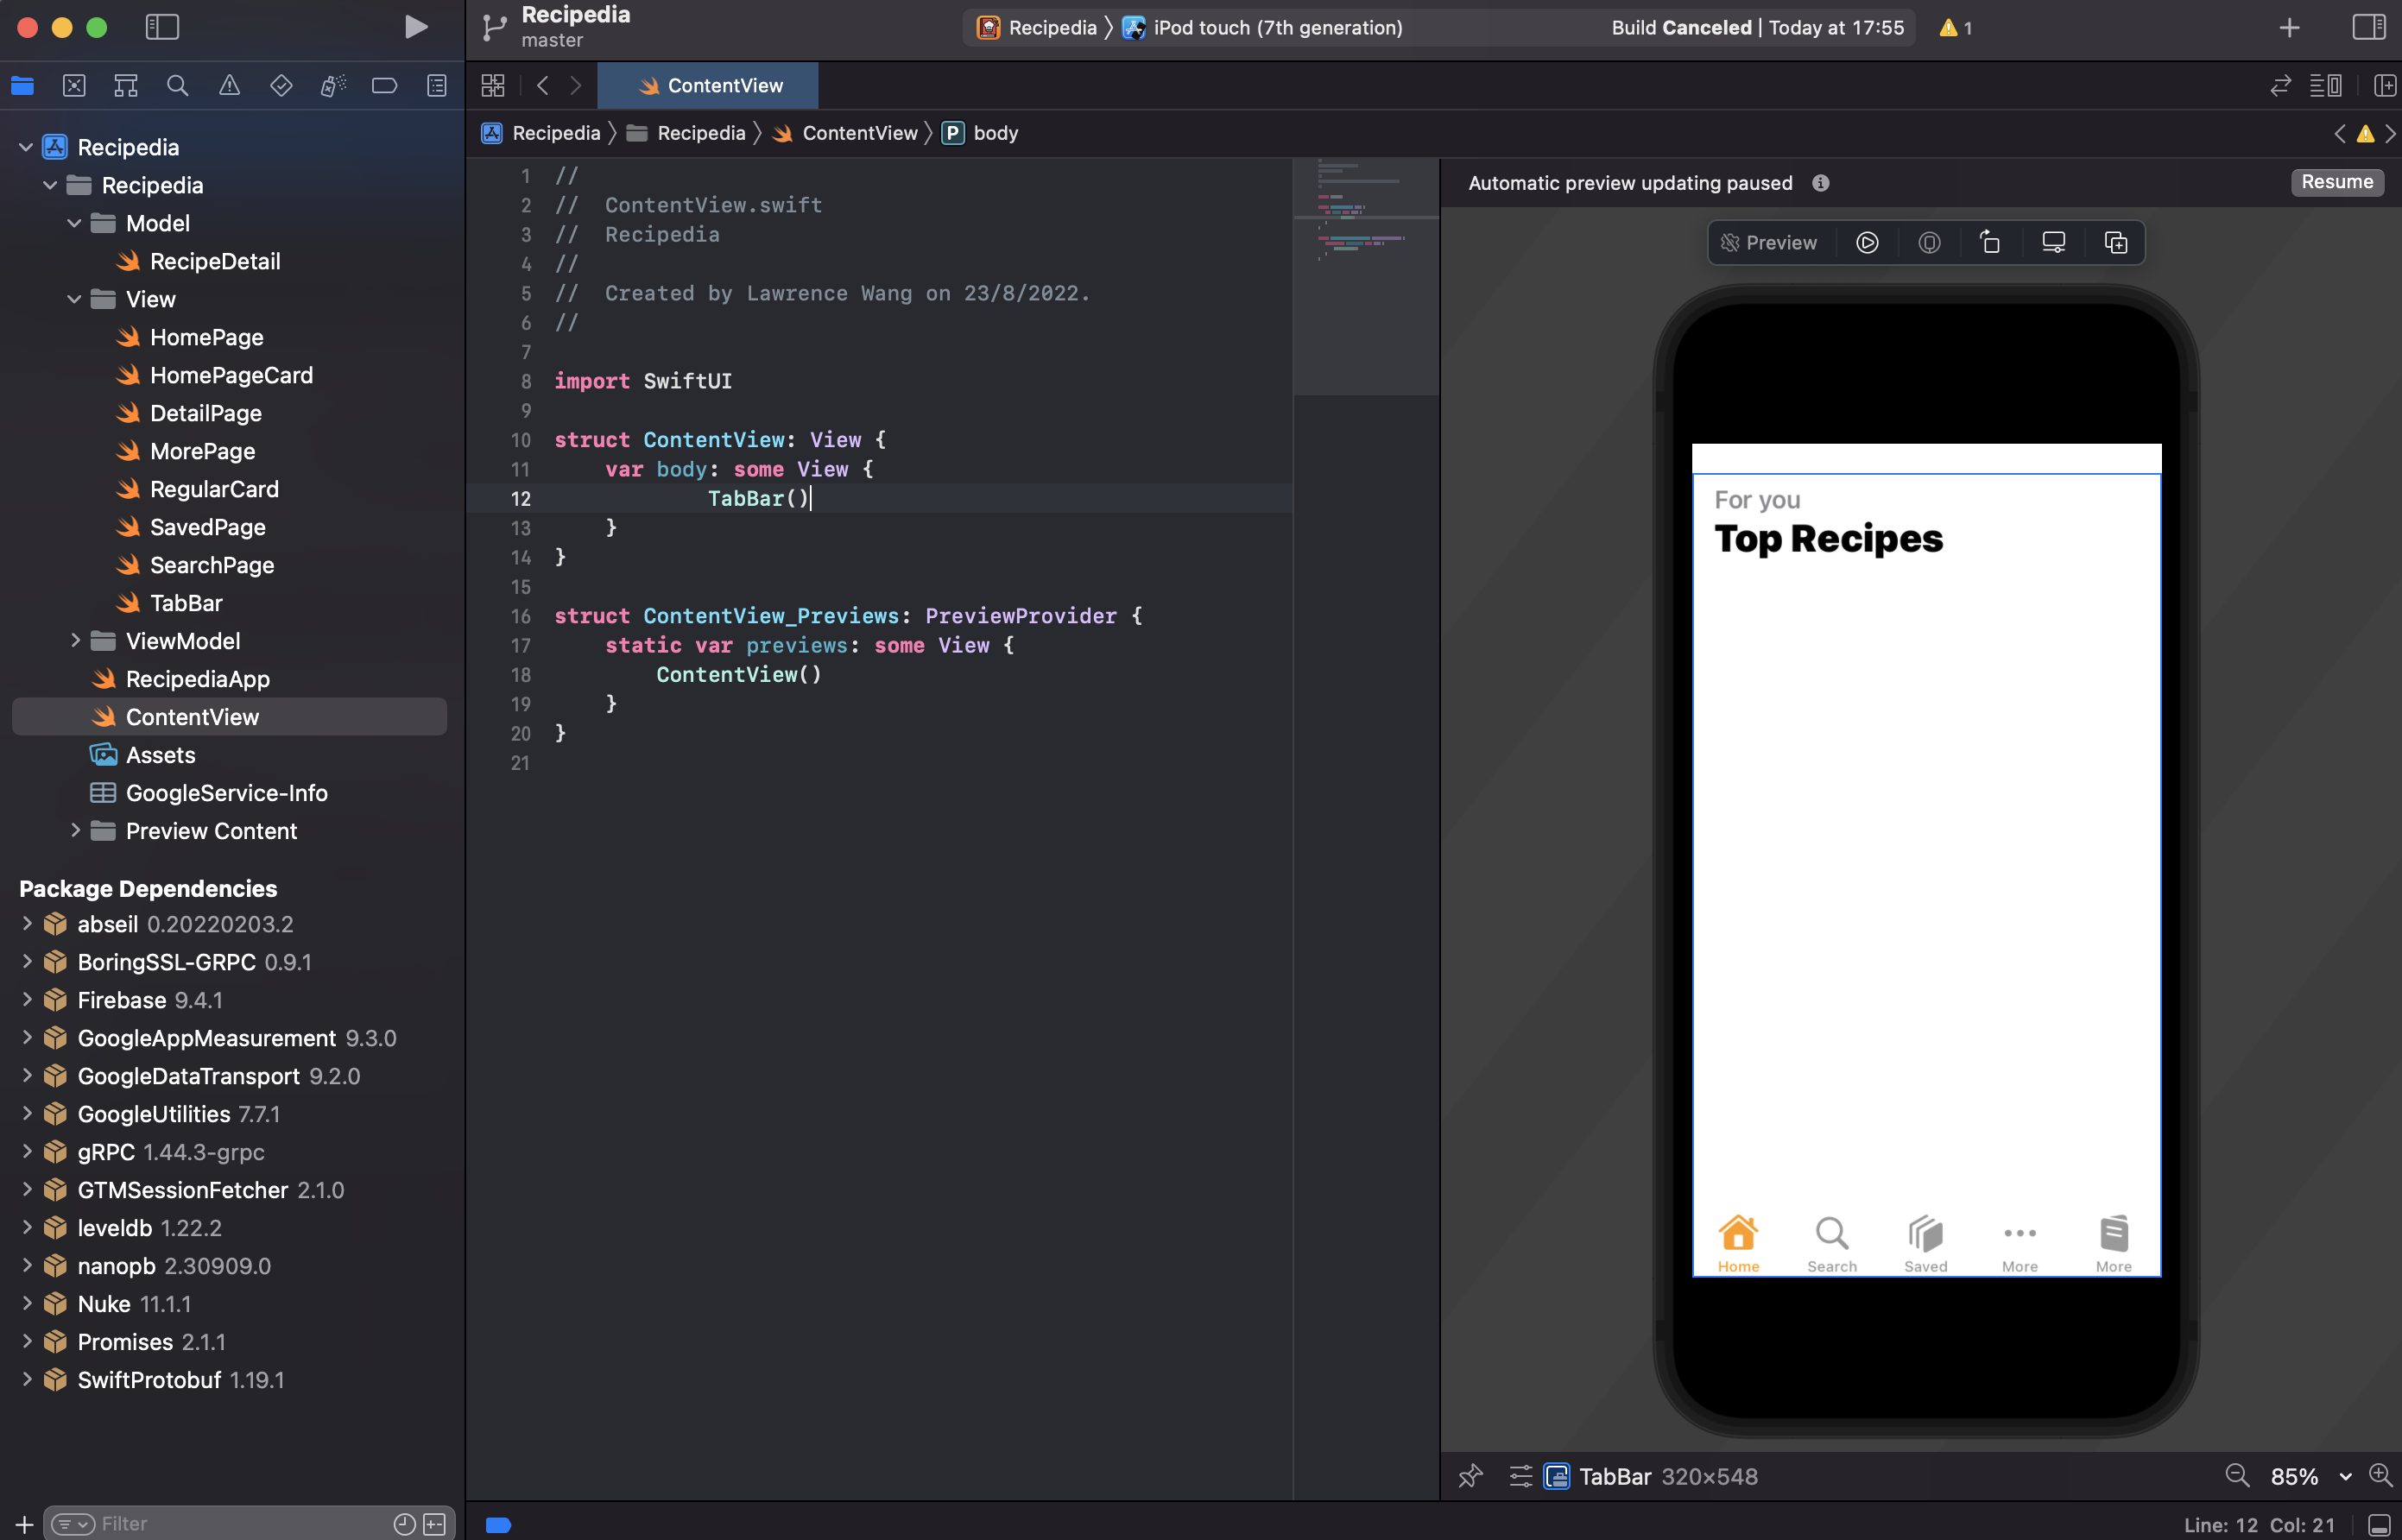 Recipedia
master
Recipedia
iPod touch (7th generation)
Build Canceled | Today at 17:55
1
ContentView
Recipedia
Recipedia
ContentView
P
body
Recipedia
Recipedia
Model
RecipeDetail
View
HomePage
HomePageCard
DetailPage
MorePage
RegularCard
SavedPage
SearchPage
TabBar
ViewModel
RecipediaApp
ContentView
Assets
GoogleService-Info
Preview Content
Package Dependencies
abseil 0.20220203.2
BoringSSL-GRPC 0.9.1
Firebase 9.4.1
GoogleAppMeasurement 9.3.0
GoogleDataTransport 9.2.0
GoogleUtilities 7.7.1
gRPC 1.44.3-grpc
GTMSessionFetcher 2.1.0
leveldb 1.22.2
nanopb 2.30909.0
Nuke 11.1.1
Promises 2.1.1
SwiftProtobuf 1.19.1
Filter
1 //
2 //  ContentView.swift
3 //  Recipedia
4 //
5 //  Created by Lawrence Wang on 23/8/2022.
6 //
7
8 import SwiftUI
9
10 struct ContentView: View {
11     var body: some View {
12             TabBar()
13     }
14 }
15
16 struct ContentView_Previews: PreviewProvider {
17     static var previews: some View {
18         ContentView()
19     }
20 }
21
Automatic preview updating paused
Resume
Preview
For you
Top Recipes
Home
Search
Saved
More
More
TabBar 320×548
85%
Line: 12 Col: 21